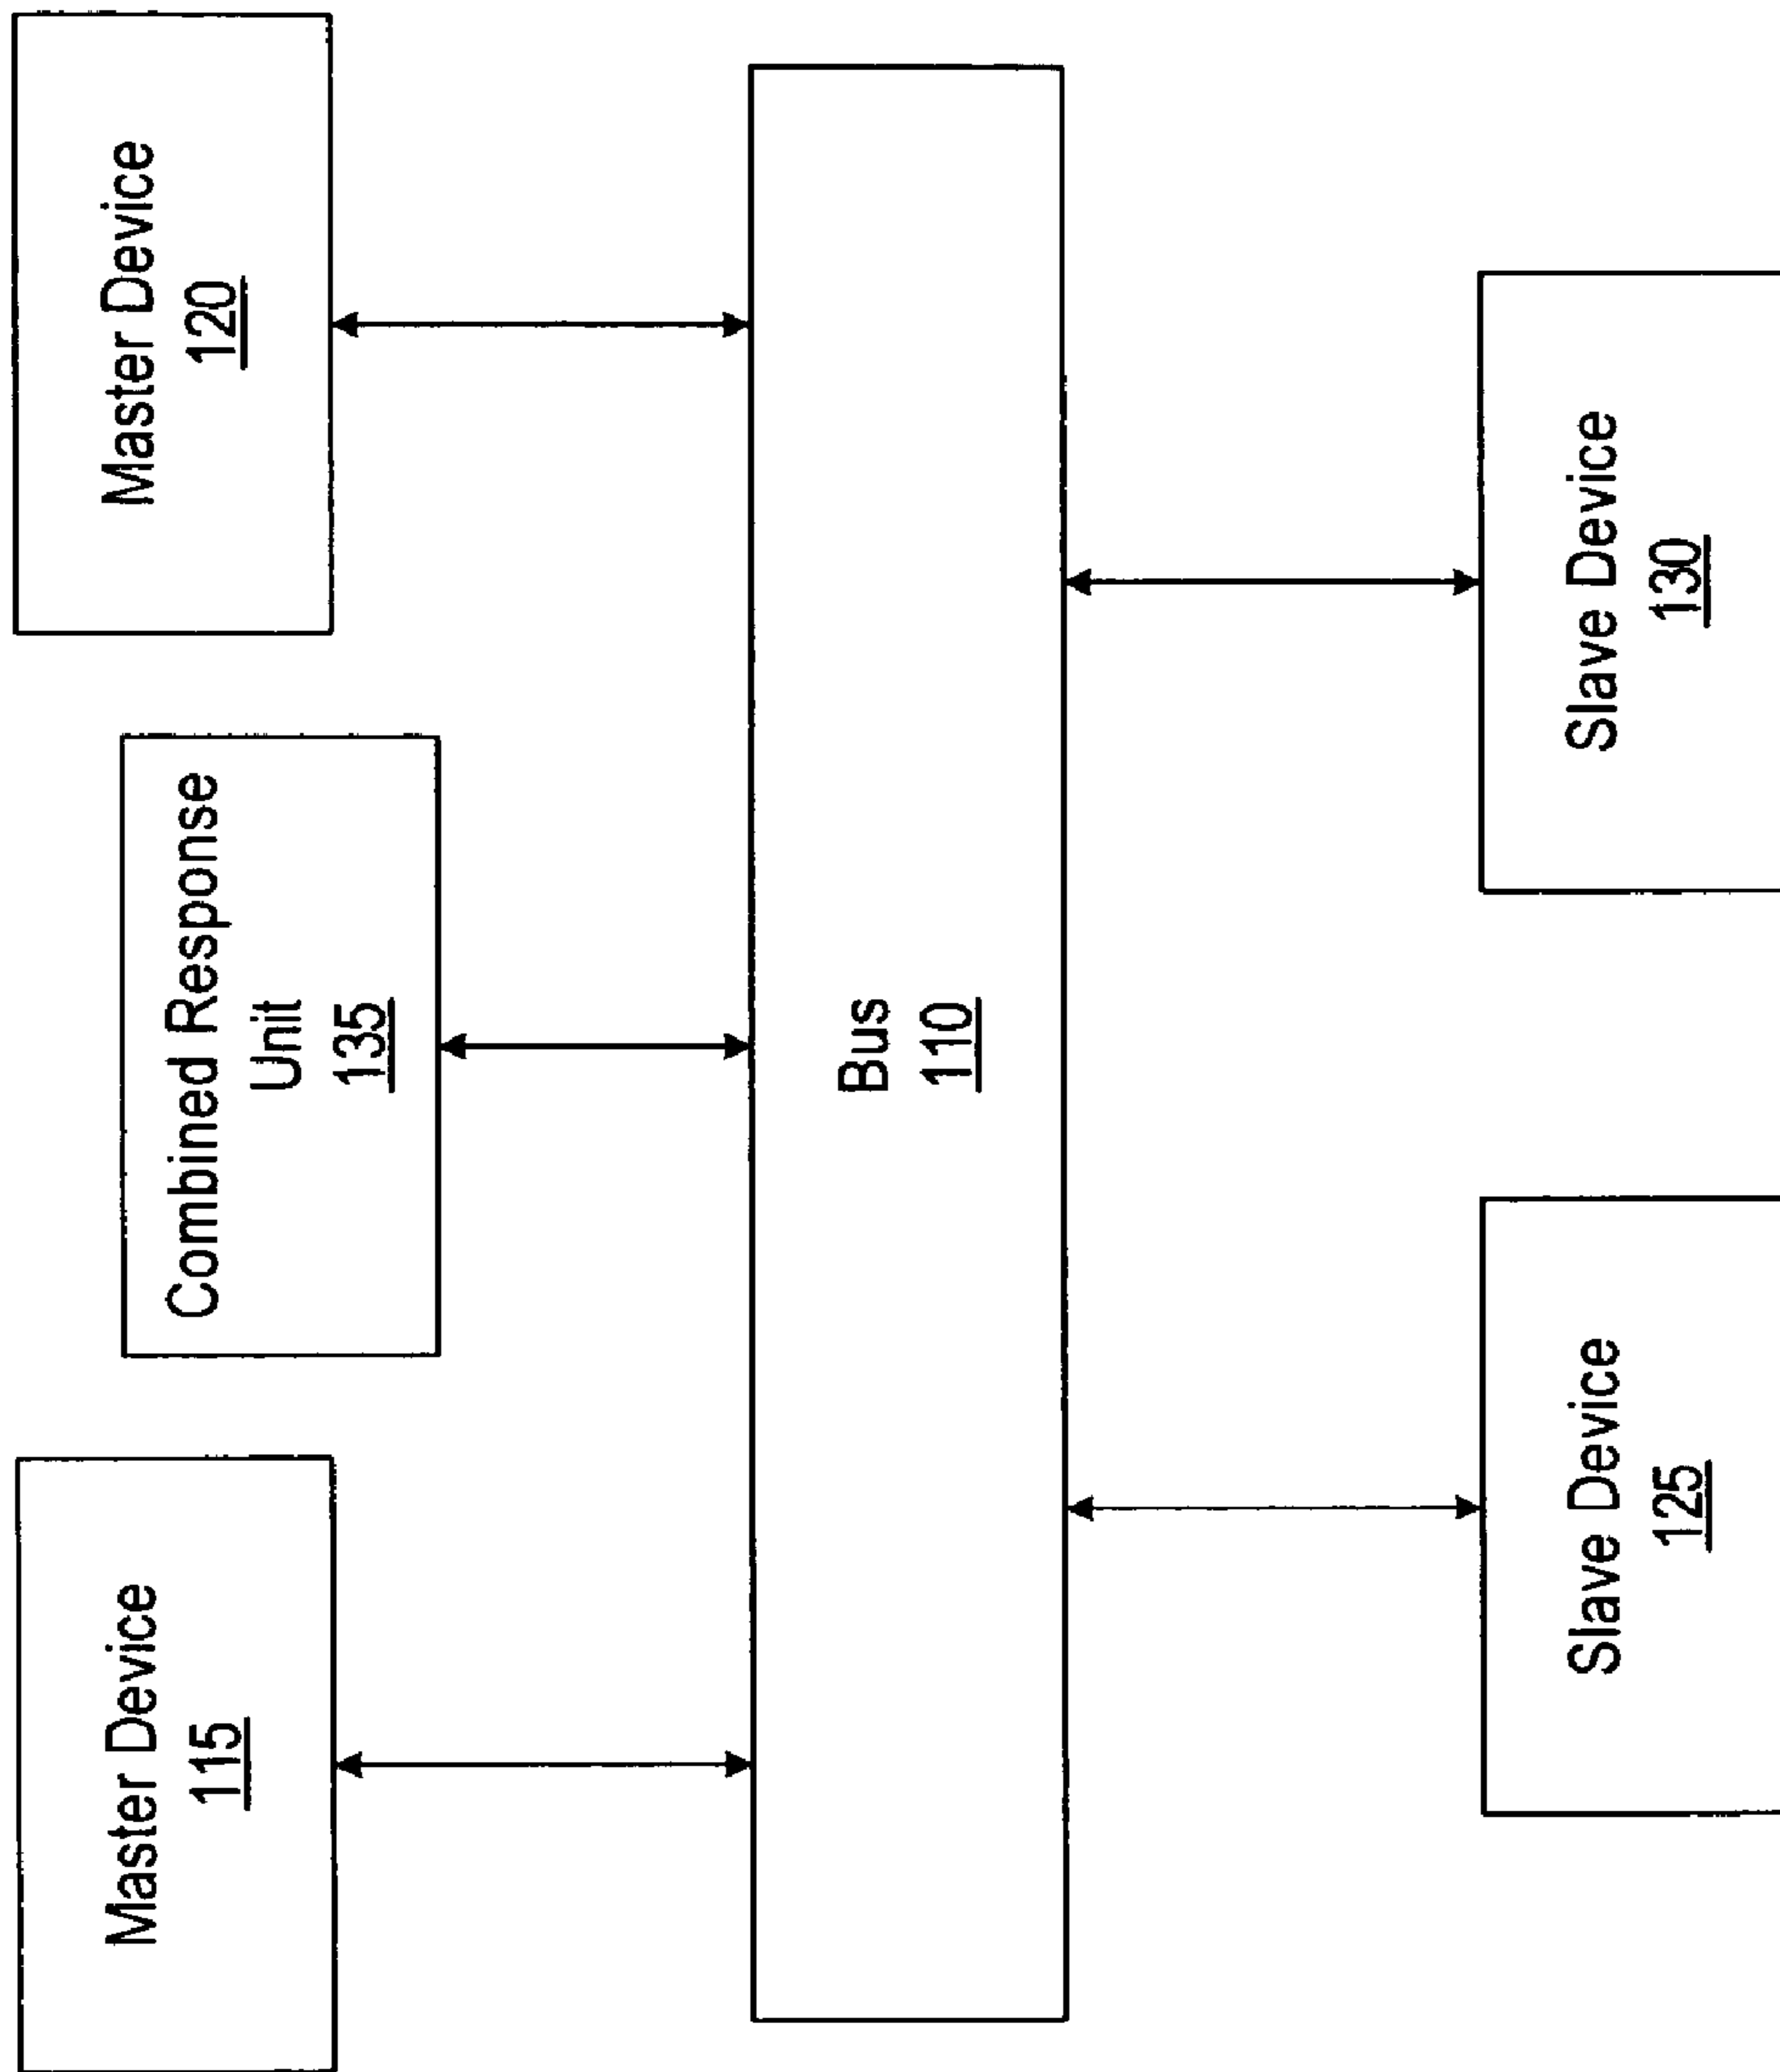 Master Device
115
Combined Response
Unit
135
Master Device
120
Bus
110
Slave Device
125
Slave Device
130